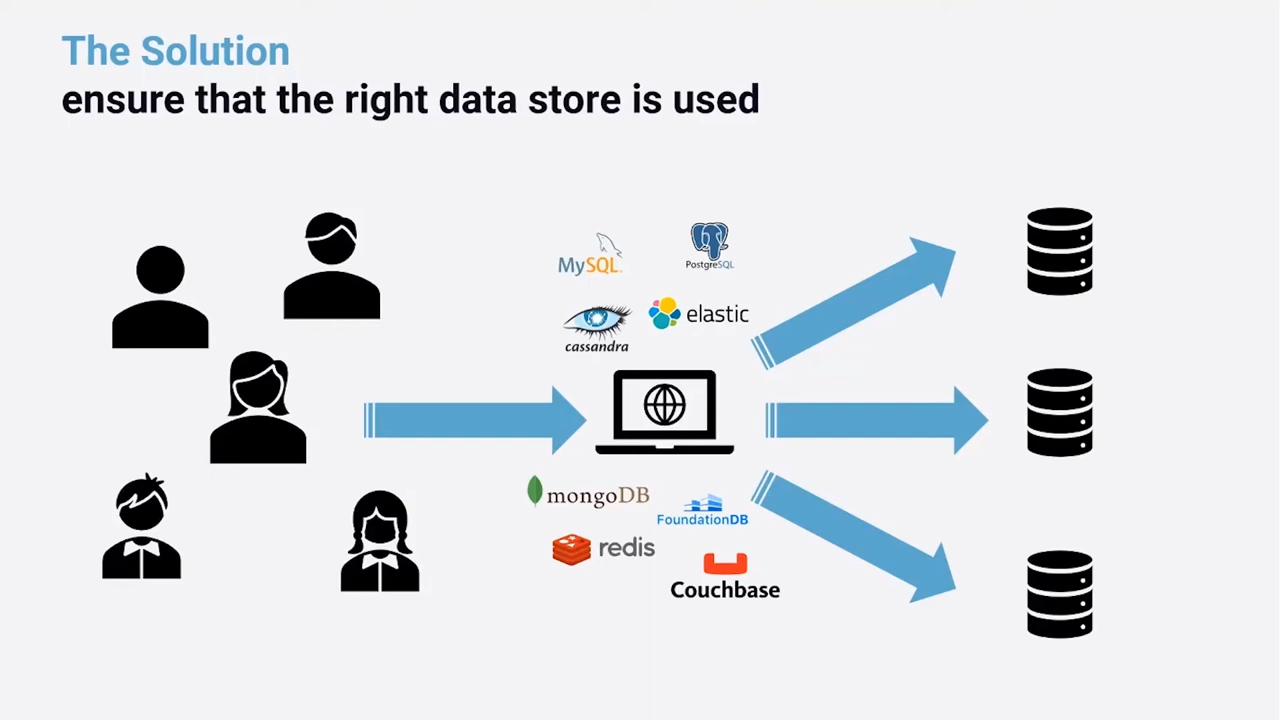 The Solution
ensure that the right data store is used
MySQL
PostgreSQL
cassandra
elastic
mongoDB
FoundationDB
redis
Couchbase